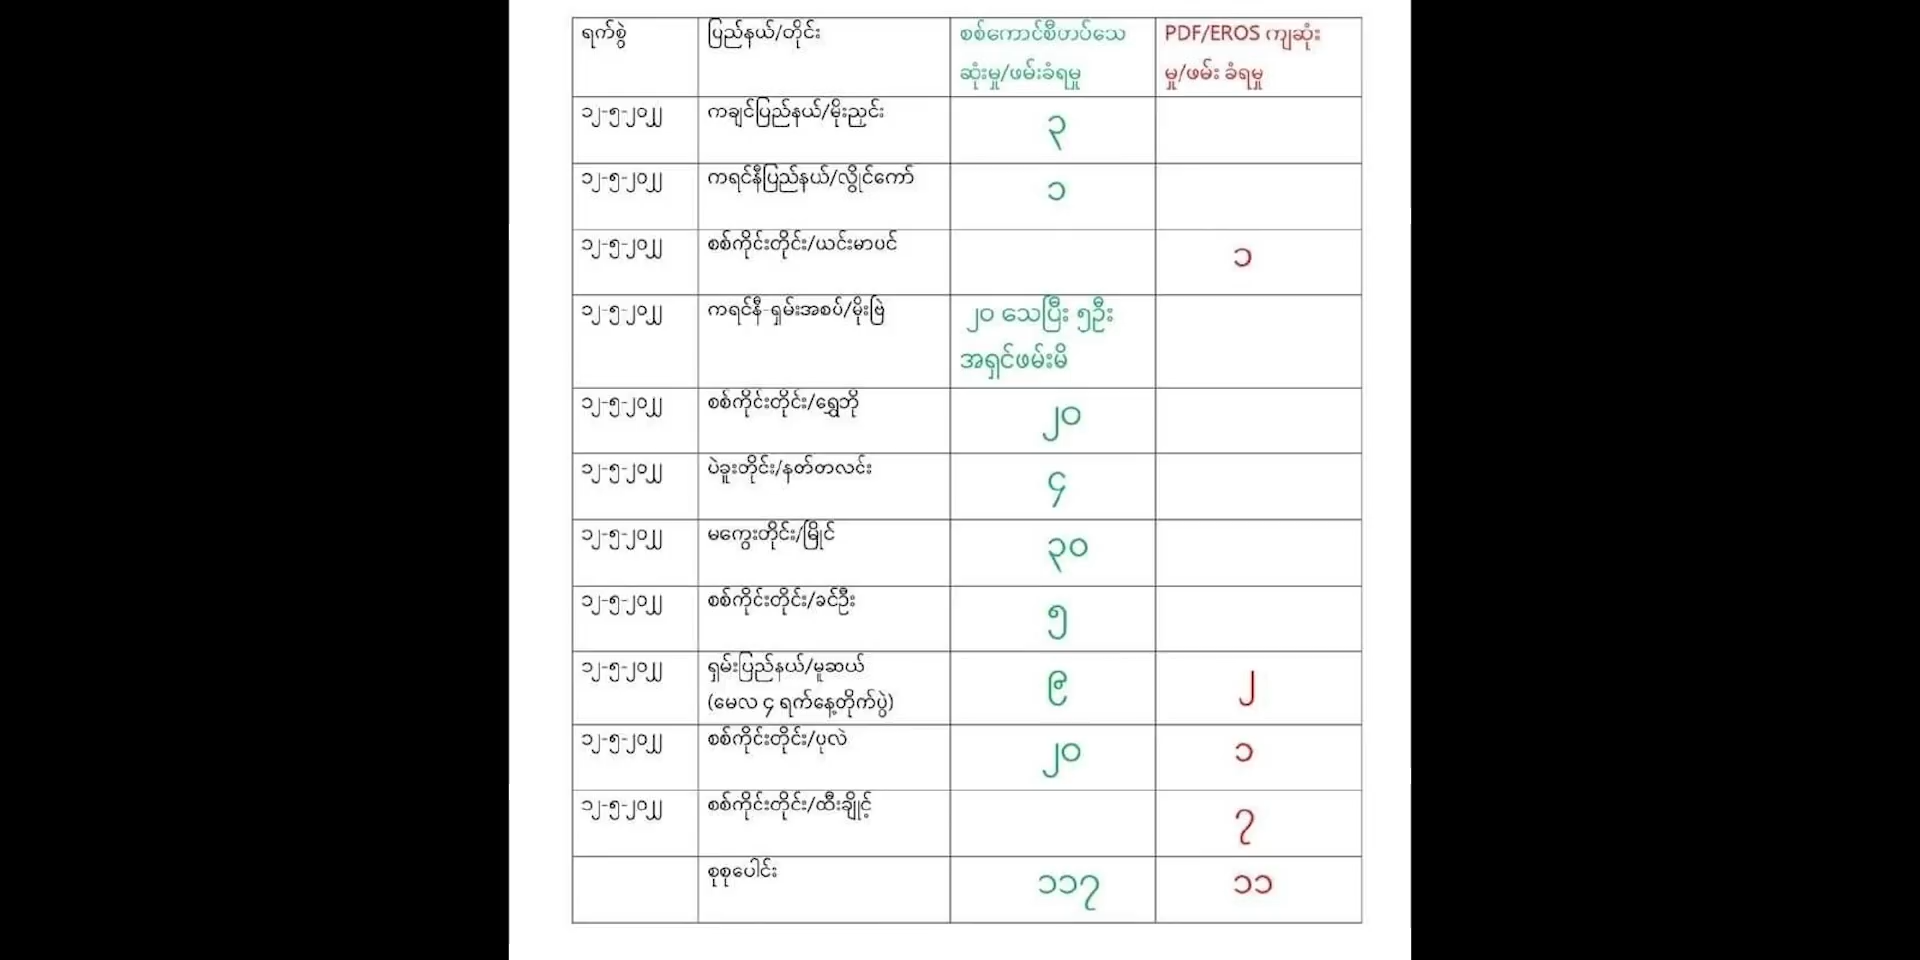 ရက်စွဲ ပြည်နယ်/တိုင်း စစ်ကောင်စီတပ်သေ PDF/EROS ကျဆုံး
ဆုံးမှု/ဖမ်းခံရမှု မှု/ဖမ်း ခံရမှု
၁၂-၅-၂၀၂၂ ကချင်ပြည်နယ်/မိုးညှင်း ၃
၁၂-၅-၂၀၂၂ ကရင်နီပြည်နယ်/လွိုင်ကော် ၁
၁၂-၅-၂၀၂၂ စစ်ကိုင်းတိုင်း/ယင်းမာပင် ၁
၁၂-၅-၂၀၂၂ ကရင်နီ-ရှမ်းအစပ်/မိုးဗြဲ ၂၀ သေပြီး ၅ဦး
အရှင်ဖမ်းမိ
၁၂-၅-၂၀၂၂ စစ်ကိုင်းတိုင်း/ရွှေဘို ၂၀
၁၂-၅-၂၀၂၂ ပဲခူးတိုင်း/နတ်တလင်း ၄
၁၂-၅-၂၀၂၂ မကွေးတိုင်း/မြိုင် ၃၀
၁၂-၅-၂၀၂၂ စစ်ကိုင်းတိုင်း/ခင်ဦး ၅
၁၂-၅-၂၀၂၂ ရှမ်းပြည်နယ်/မူဆယ် ၉ ၂
(မေလ ၄ ရက်နေ့တိုက်ပွဲ)
၁၂-၅-၂၀၂၂ စစ်ကိုင်းတိုင်း/ပုလဲ ၂၀ ၁
၁၂-၅-၂၀၂၂ စစ်ကိုင်းတိုင်း/ထီးချိုင့် ၇
စုစုပေါင်း ၁၁၇ ၁၁